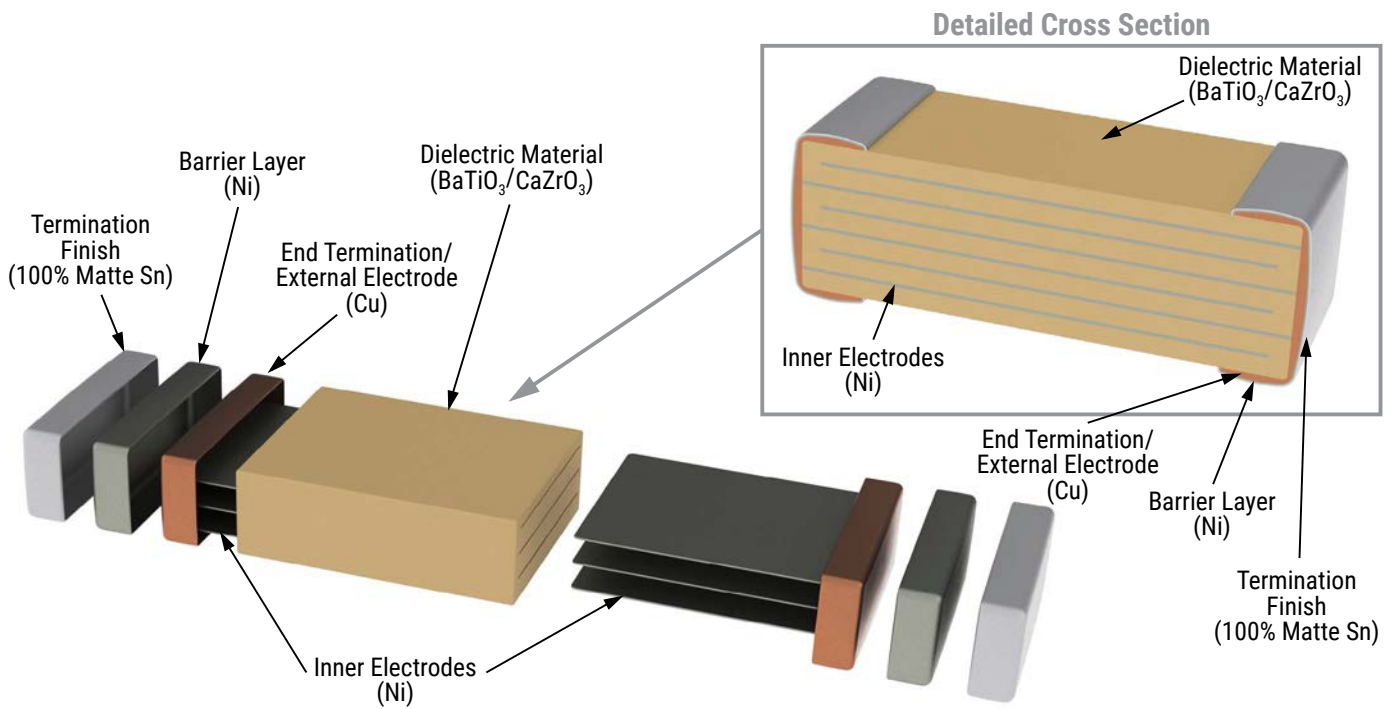 Detailed Cross Section
Dielectric Material
(BaTiO₃/CaZrO₃)
Inner Electrodes
(Ni)
End Termination/
External Electrode
(Cu)
Barrier Layer
(Ni)
Termination
Finish
(100% Matte Sn)
Termination
Finish
(100% Matte Sn)
Barrier Layer
(Ni)
End Termination/
External Electrode
(Cu)
Dielectric Material
(BaTiO₃/CaZrO₃)
Inner Electrodes
(Ni)